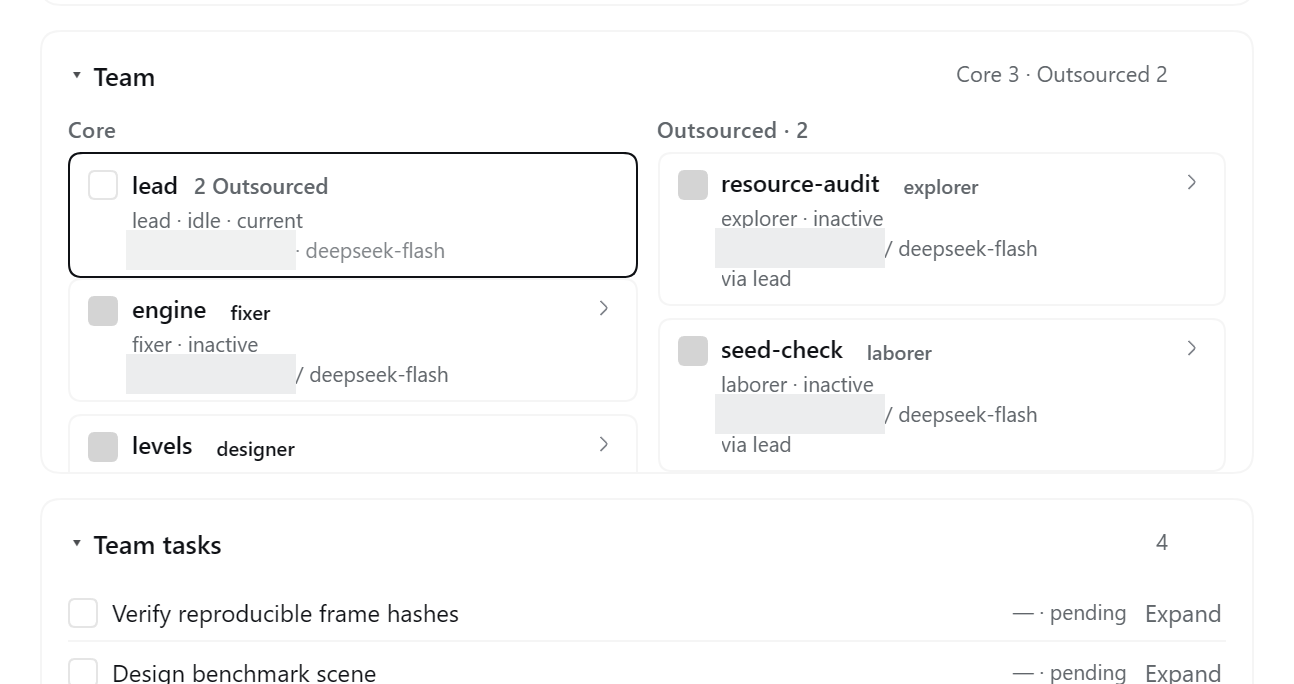 Team
Core 3 · Outsourced 2
Core
lead 2 Outsourced
lead · idle · current
· deepseek-flash
engine fixer
fixer · inactive
/ deepseek-flash
levels designer
Outsourced · 2
resource-audit explorer
explorer · inactive
/ deepseek-flash
via lead
seed-check laborer
laborer · inactive
/ deepseek-flash
via lead
Team tasks
4
Verify reproducible frame hashes — · pending Expand
Design benchmark scene — · pending Expand